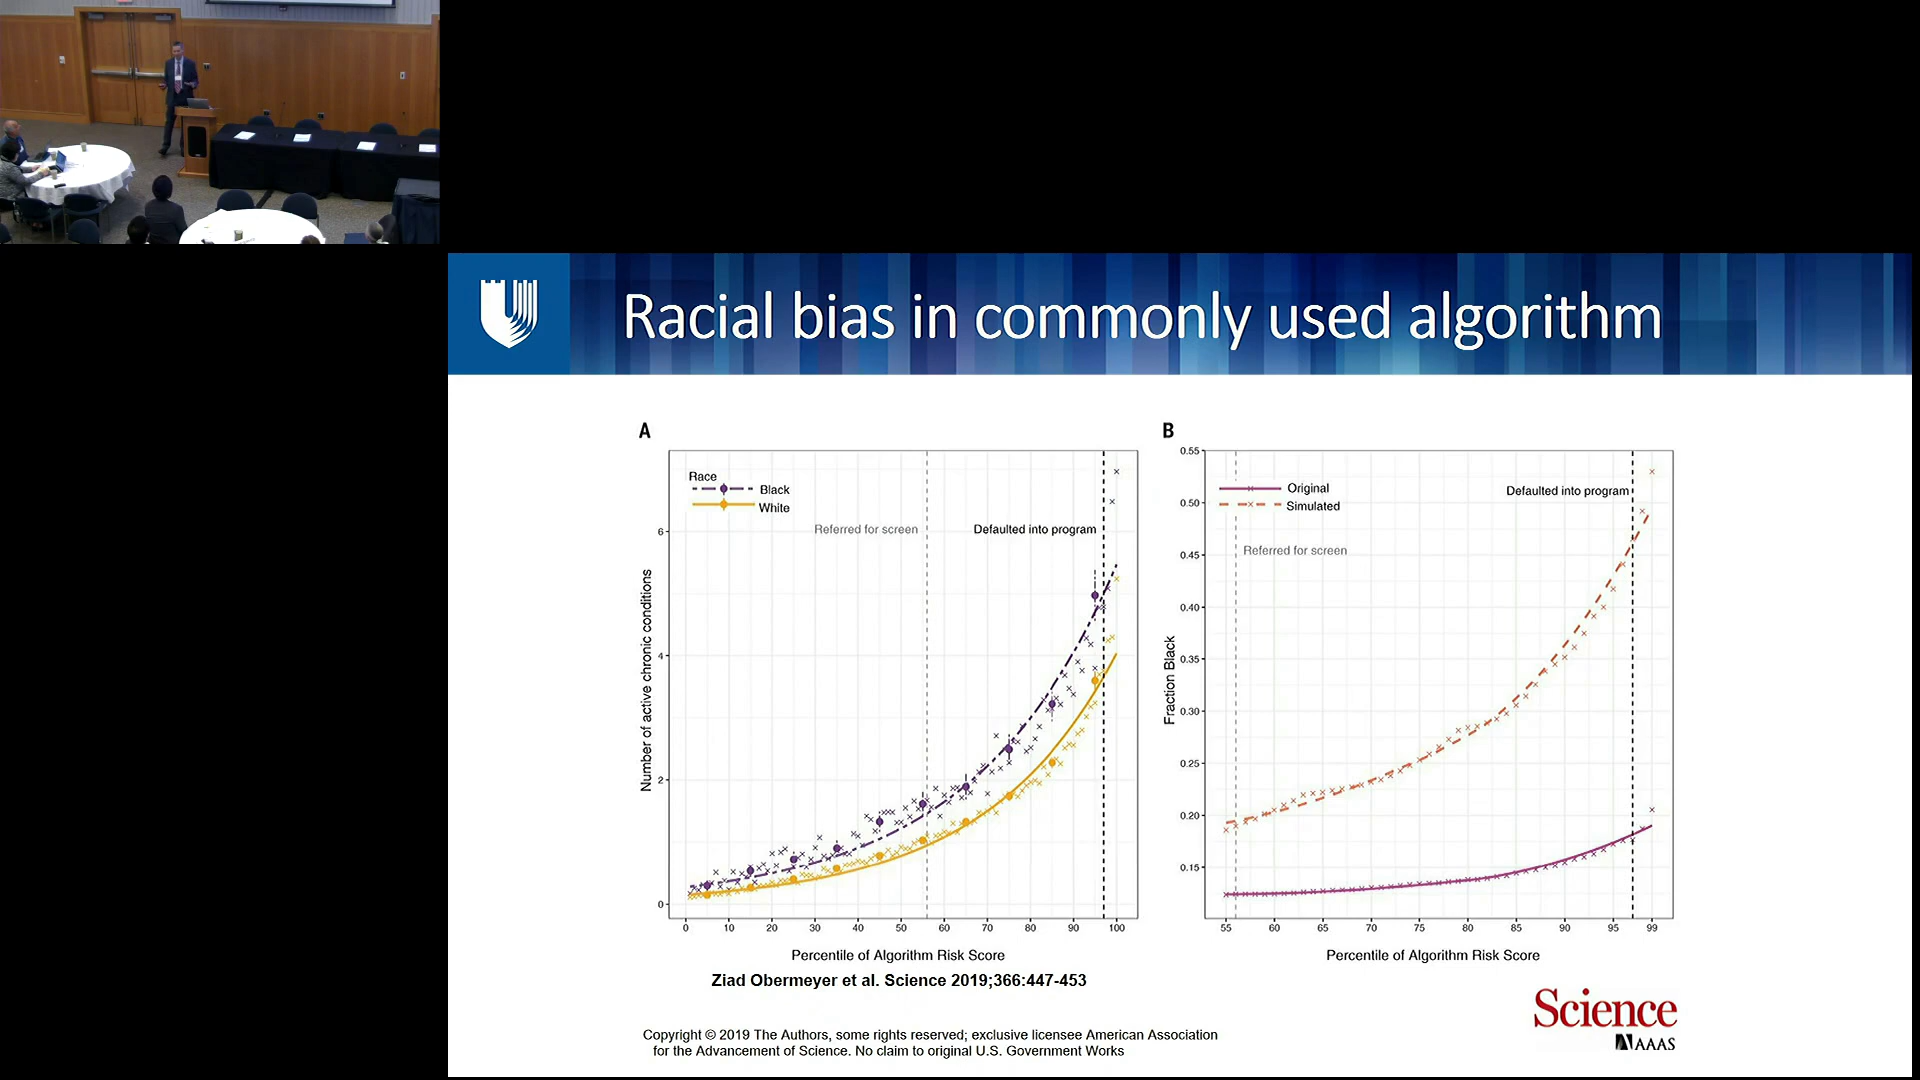 Racial bias in commonly used algorithm
A
Race
Black
White
Referred for screen
Defaulted into program
Number of active chronic conditions
6
4
2
0
0 10 20 30 40 50 60 70 80 90 100
Percentile of Algorithm Risk Score
B
Original
Simulated
Defaulted into program
Referred for screen
Fraction Black
0.55
0.50
0.45
0.40
0.35
0.30
0.25
0.20
0.15
55 60 65 70 75 80 85 90 95 99
Percentile of Algorithm Risk Score
Ziad Obermeyer et al. Science 2019;366:447-453
Copyright © 2019 The Authors, some rights reserved; exclusive licensee American Association
for the Advancement of Science. No claim to original U.S. Government Works
Science
AAAS